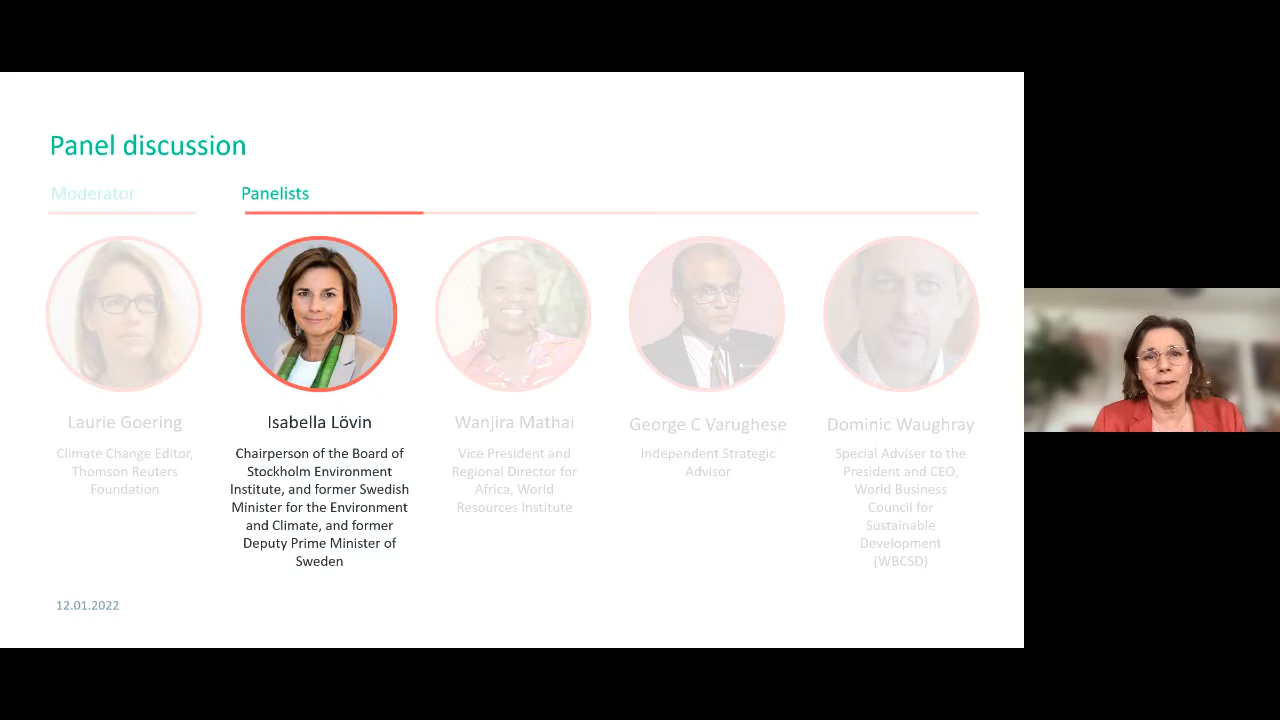 Panel discussion
Moderator
Panelists
Laurie Goering
Climate Change Editor,
Thomson Reuters
Foundation
Isabella Lövin
Chairperson of the Board of
Stockholm Environment
Institute, and former Swedish
Minister for the Environment
and Climate, and former
Deputy Prime Minister of
Sweden
Wanjira Mathai
Vice President and
Regional Director for
Africa, World
Resources Institute
George C Varughese
Independent Strategic
Advisor
Dominic Waughray
Special Adviser to the
President and CEO,
World Business
Council for
Sustainable
Development
(WBCSD)
12.01.2022